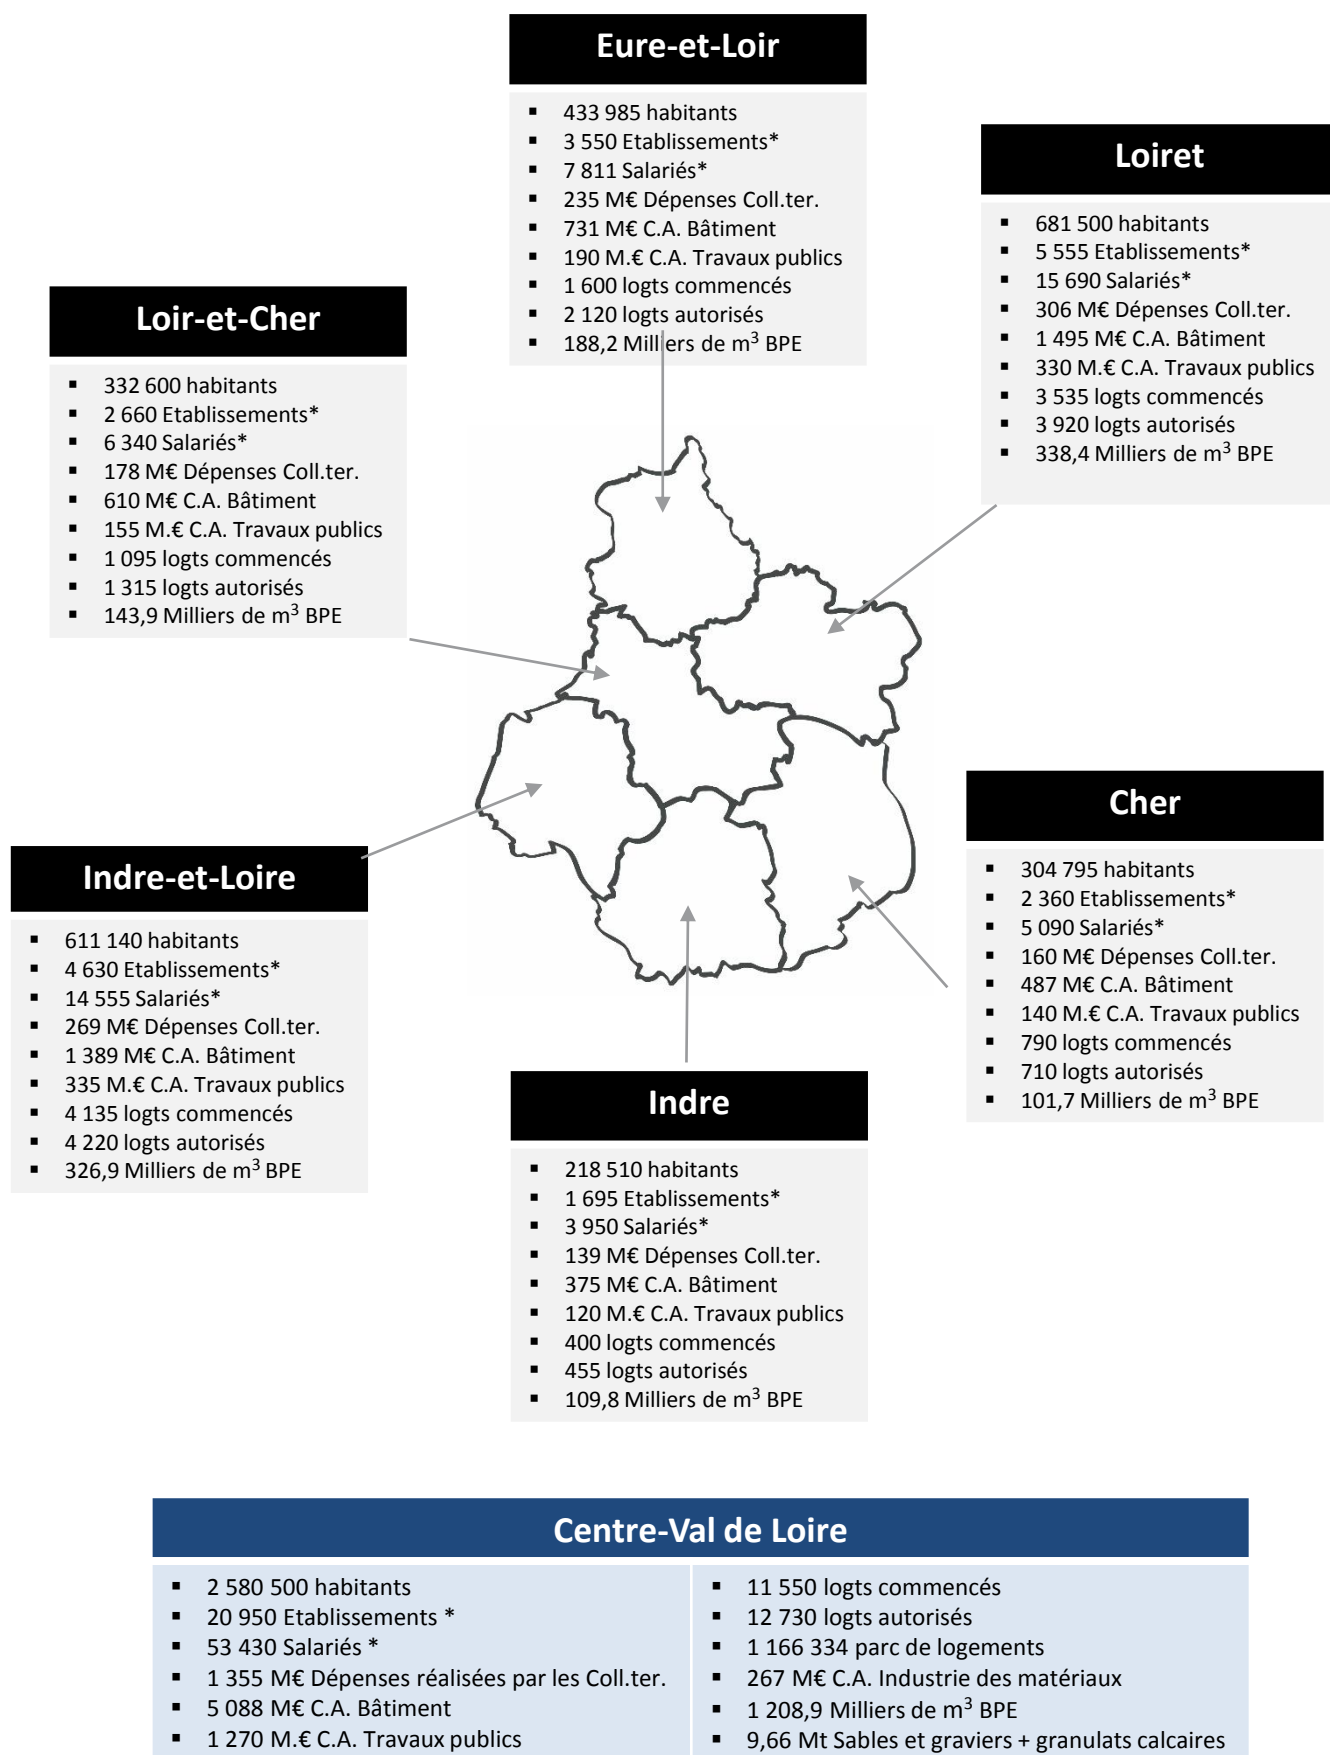 Eure-et-Loir
▪ 433 985 habitants
▪ 3 550 Etablissements*
▪ 7 811 Salariés*
▪ 235 M€ Dépenses Coll.ter.
▪ 731 M€ C.A. Bâtiment
▪ 190 M.€ C.A. Travaux publics
▪ 1 600 logts commencés
▪ 2 120 logts autorisés
▪ 188,2 Milliers de m³ BPE
Loiret
▪ 681 500 habitants
▪ 5 555 Etablissements*
▪ 15 690 Salariés*
▪ 306 M€ Dépenses Coll.ter.
▪ 1 495 M€ C.A. Bâtiment
▪ 330 M.€ C.A. Travaux publics
▪ 3 535 logts commencés
▪ 3 920 logts autorisés
▪ 338,4 Milliers de m³ BPE
Loir-et-Cher
▪ 332 600 habitants
▪ 2 660 Etablissements*
▪ 6 340 Salariés*
▪ 178 M€ Dépenses Coll.ter.
▪ 610 M€ C.A. Bâtiment
▪ 155 M.€ C.A. Travaux publics
▪ 1 095 logts commencés
▪ 1 315 logts autorisés
▪ 143,9 Milliers de m³ BPE
Cher
▪ 304 795 habitants
▪ 2 360 Etablissements*
▪ 5 090 Salariés*
▪ 160 M€ Dépenses Coll.ter.
▪ 487 M€ C.A. Bâtiment
▪ 140 M.€ C.A. Travaux publics
▪ 790 logts commencés
▪ 710 logts autorisés
▪ 101,7 Milliers de m³ BPE
Indre-et-Loire
▪ 611 140 habitants
▪ 4 630 Etablissements*
▪ 14 555 Salariés*
▪ 269 M€ Dépenses Coll.ter.
▪ 1 389 M€ C.A. Bâtiment
▪ 335 M.€ C.A. Travaux publics
▪ 4 135 logts commencés
▪ 4 220 logts autorisés
▪ 326,9 Milliers de m³ BPE
Indre
▪ 218 510 habitants
▪ 1 695 Etablissements*
▪ 3 950 Salariés*
▪ 139 M€ Dépenses Coll.ter.
▪ 375 M€ C.A. Bâtiment
▪ 120 M.€ C.A. Travaux publics
▪ 400 logts commencés
▪ 455 logts autorisés
▪ 109,8 Milliers de m³ BPE
Centre-Val de Loire
▪ 2 580 500 habitants
▪ 20 950 Etablissements *
▪ 53 430 Salariés *
▪ 1 355 M€ Dépenses réalisées par les Coll.ter.
▪ 5 088 M€ C.A. Bâtiment
▪ 1 270 M.€ C.A. Travaux publics
▪ 11 550 logts commencés
▪ 12 730 logts autorisés
▪ 1 166 334 parc de logements
▪ 267 M€ C.A. Industrie des matériaux
▪ 1 208,9 Milliers de m³ BPE
▪ 9,66 Mt Sables et graviers + granulats calcaires